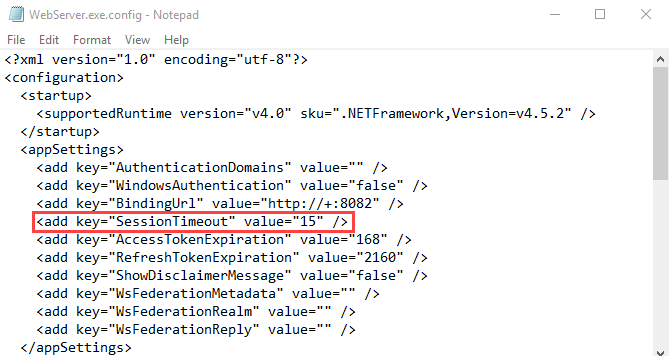 WebServer.exe.config - Notepad
File Edit Format View Help
<?xml version="1.0" encoding="utf-8"?>
<configuration>
  <startup>
    <supportedRuntime version="v4.0" sku=".NETFramework,Version=v4.5.2" />
  </startup>
  <appSettings>
    <add key="AuthenticationDomains" value="" />
    <add key="WindowsAuthentication" value="false" />
    <add key="BindingUrl" value="http://+:8082" />
    <add key="SessionTimeout" value="15" />
    <add key="AccessTokenExpiration" value="168" />
    <add key="RefreshTokenExpiration" value="2160" />
    <add key="ShowDisclaimerMessage" value="false" />
    <add key="WsFederationMetadata" value="" />
    <add key="WsFederationRealm" value="" />
    <add key="WsFederationReply" value="" />
  </appSettings>